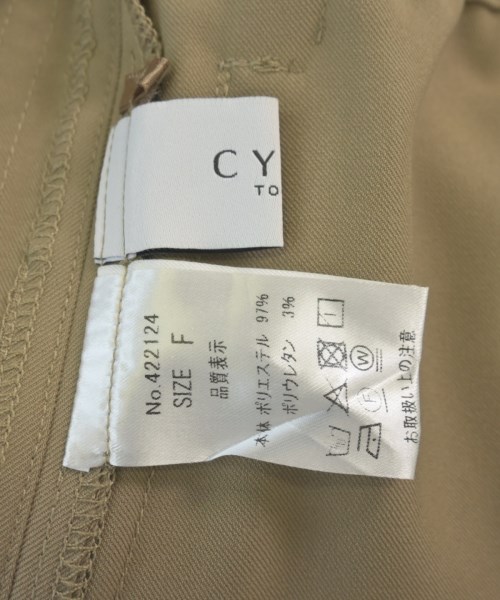 CY
TO
No.422124
SIZE F
品質表示
本体 ポリエステル 97%
ポリウレタン 3%
W
F
お取扱い上の注意